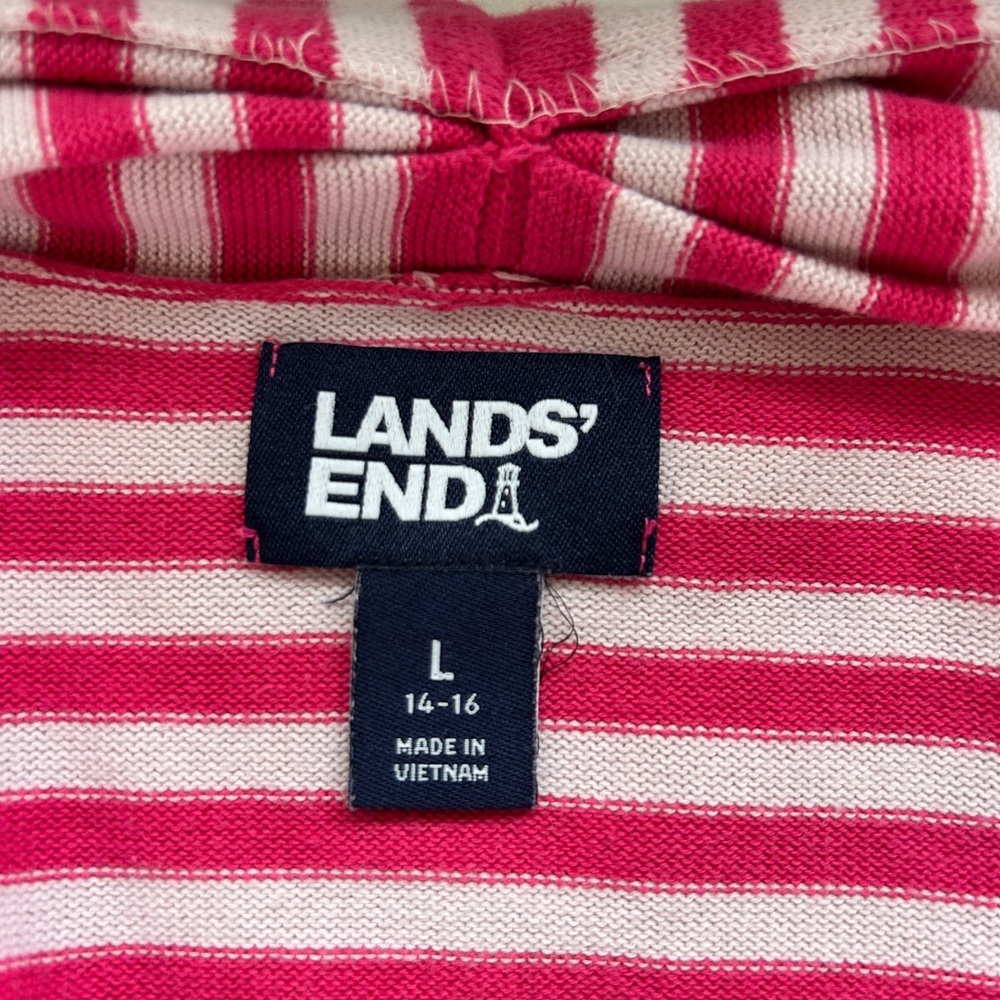 LANDS’
END
L
14-16
MADE IN
VIETNAM